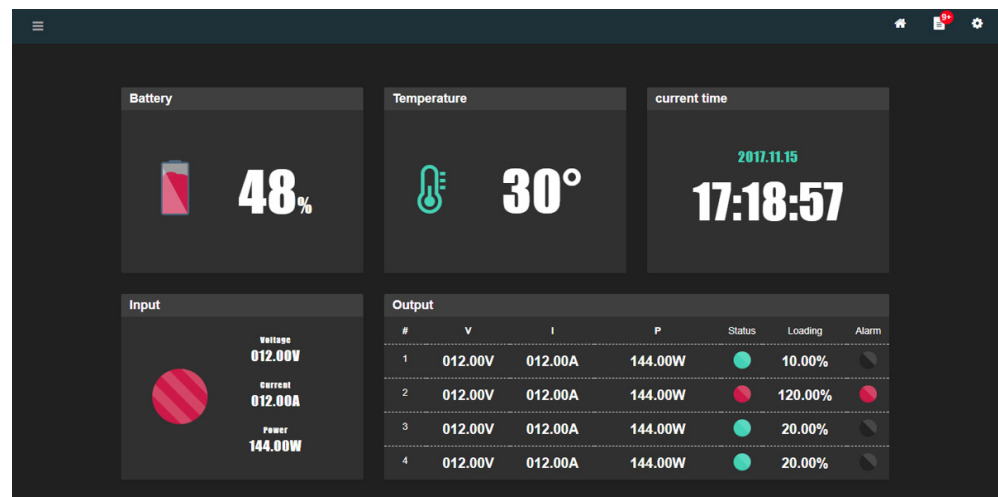 9+
Battery
48%
Temperature
30°
current time
2017.11.15
17:18:57
Input
Voltage
012.00V
Current
012.00A
Power
144.00W
Output
# V I P Status Loading Alarm
1 012.00V 012.00A 144.00W 10.00%
2 012.00V 012.00A 144.00W 120.00%
3 012.00V 012.00A 144.00W 20.00%
4 012.00V 012.00A 144.00W 20.00%